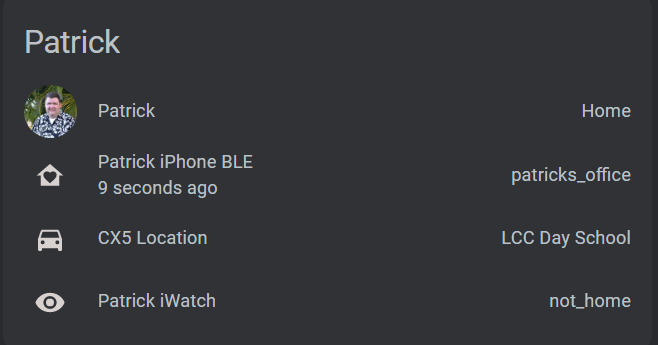 Patrick
Patrick Home
Patrick iPhone BLE
9 seconds ago patricks_office
CX5 Location LCC Day School
Patrick iWatch not_home